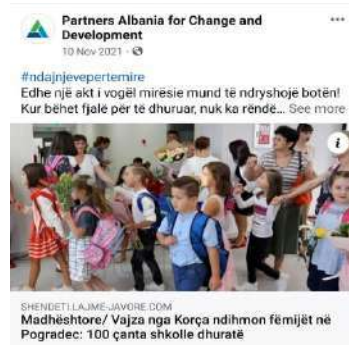 Partners Albania for Change and
Development
10 Nov 2021 ·
#ndajnjevepertemire
Edhe një akt i vogël mirësie mund të ndryshojë botën!
Kur bëhet fjalë për të dhuruar, nuk ka rëndë... See more
SHENDETI.LAJME-JAVORE.COM
Madhështore/ Vajza nga Korça ndihmon fëmijët në
Pogradec: 100 çanta shkolle dhuratë